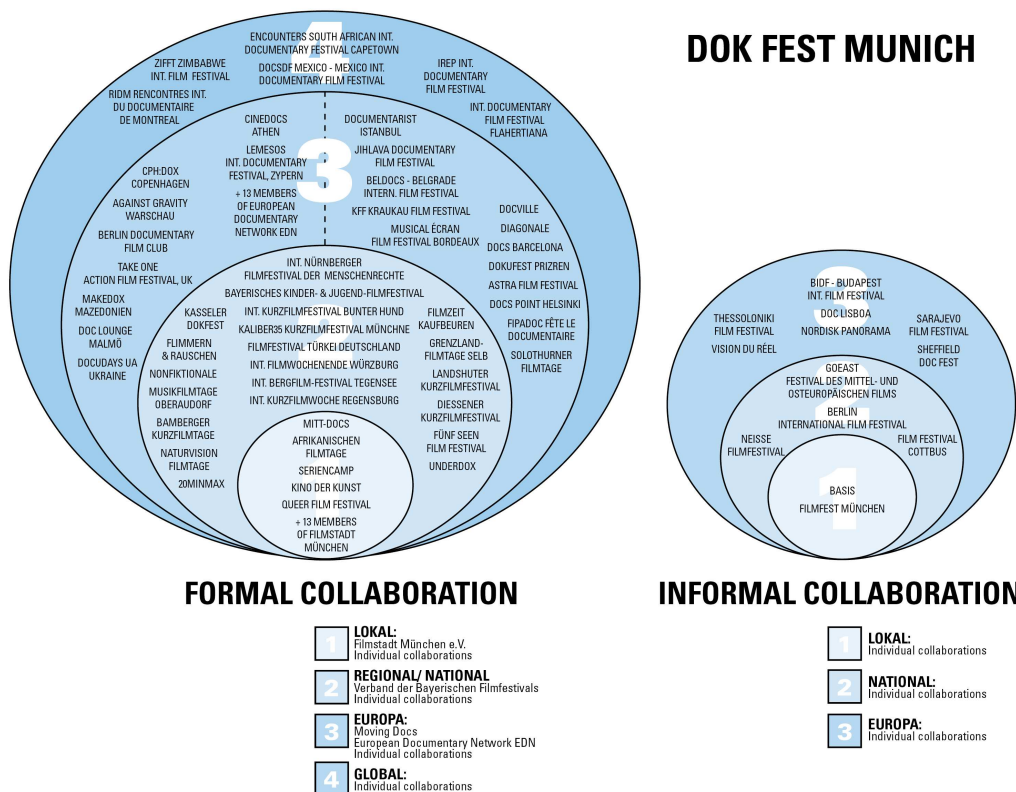 DOK FEST MUNICH
4
ENCOUNTERS SOUTH AFRICAN INT.
DOCUMENTARY FESTIVAL CAPETOWN
ZIFFT ZIMBABWE
INT. FILM FESTIVAL
DOCSDF MEXICO - MEXICO INT.
DOCUMENTARY FILM FESTIVAL
IREP INT.
DOCUMENTARY
FILM FESTIVAL
RIDM RENCONTRES INT.
DU DOCUMENTAIRE
DE MONTREAL
INT. DOCUMENTARY
FILM FESTIVAL
FLAHERTIANA
3
CINEDOCS
ATHEN
LEMESOS
INT. DOCUMENTARY
FESTIVAL, ZYPERN
+ 13 MEMBERS
OF EUROPEAN
DOCUMENTARY
NETWORK EDN
DOCUMENTARIST
ISTANBUL
JIHLAVA DOCUMENTARY
FILM FESTIVAL
BELDOCS - BELGRADE
INTERN. FILM FESTIVAL
KFF KRAUKAU FILM FESTIVAL
MUSICAL ÉCRAN
FILM FESTIVAL BORDEAUX
CPH:DOX
COPENHAGEN
AGAINST GRAVITY
WARSCHAU
BERLIN DOCUMENTARY
FILM CLUB
TAKE ONE
ACTION FILM FESTIVAL, UK
MAKEDOX
MAZEDONIEN
DOC LOUNGE
MALMÖ
DOCUDAYS UA
UKRAINE
DOCVILLE
DIAGONALE
DOCS BARCELONA
DOKUFEST PRIZREN
ASTRA FILM FESTIVAL
DOCS POINT HELSINKI
FIPADOC FÊTE LE
DOCUMENTAIRE
SOLOTHURNER
FILMTAGE
2
INT. NÜRNBERGER
FILMFESTIVAL DER MENSCHENRECHTE
BAYERISCHES KINDER- & JUGEND-FILMFESTIVAL
INT. KURZFILMFESTIVAL BUNTER HUND
KALIBER35 KURZFILMFESTIVAL MÜNCHNE
FILMFESTIVAL TÜRKEI DEUTSCHLAND
INT. FILMWOCHENENDE WÜRZBURG
INT. BERGFILM-FESTIVAL TEGENSEE
INT. KURZFILMWOCHE REGENSBURG
KASSELER
DOKFEST
FLIMMERN
& RAUSCHEN
NONFIKTIONALE
MUSIKFILMTAGE
OBERAUDORF
BAMBERGER
KURZFILMTAGE
NATURVISION
FILMTAGE
20MINMAX
FILMZEIT
KAUFBEUREN
GRENZLAND-
FILMTAGE SELB
LANDSHUTER
KURZFILMFESTIVAL
DIESSENER
KURZFILMFESTIVAL
FÜNF SEEN
FILM FESTIVAL
UNDERDOX
1
MITT-DOCS
AFRIKANISCHEN
FILMTAGE
SERIENCAMP
KINO DER KUNST
QUEER FILM FESTIVAL
+ 13 MEMBERS
OF FILMSTADT
MÜNCHEN
3
BIDF - BUDAPEST
INT. FILM FESTIVAL
DOC LISBOA
NORDISK PANORAMA
THESSOLONIKI
FILM FESTIVAL
VISION DU RÉEL
SARAJEVO
FILM FESTIVAL
SHEFFIELD
DOC FEST
2
GOEAST
FESTIVAL DES MITTEL- UND
OSTEUROPÄISCHEN FILMS
BERLIN
INTERNATIONAL FILM FESTIVAL
NEISSE
FILMFESTIVAL
FILM FESTIVAL
COTTBUS
1
BASIS
FILMFEST MÜNCHEN
FORMAL COLLABORATION
1 LOKAL:
Filmstadt München e.V.
Individual collaborations
2 REGIONAL/ NATIONAL
Verband der Bayerischen Filmfestivals
Individual collaborations
3 EUROPA:
Moving Docs
European Documentary Network EDN
Individual collaborations
4 GLOBAL:
Individual collaborations
INFORMAL COLLABORATION
1 LOKAL:
Individual collaborations
2 NATIONAL:
Individual collaborations
3 EUROPA:
Individual collaborations